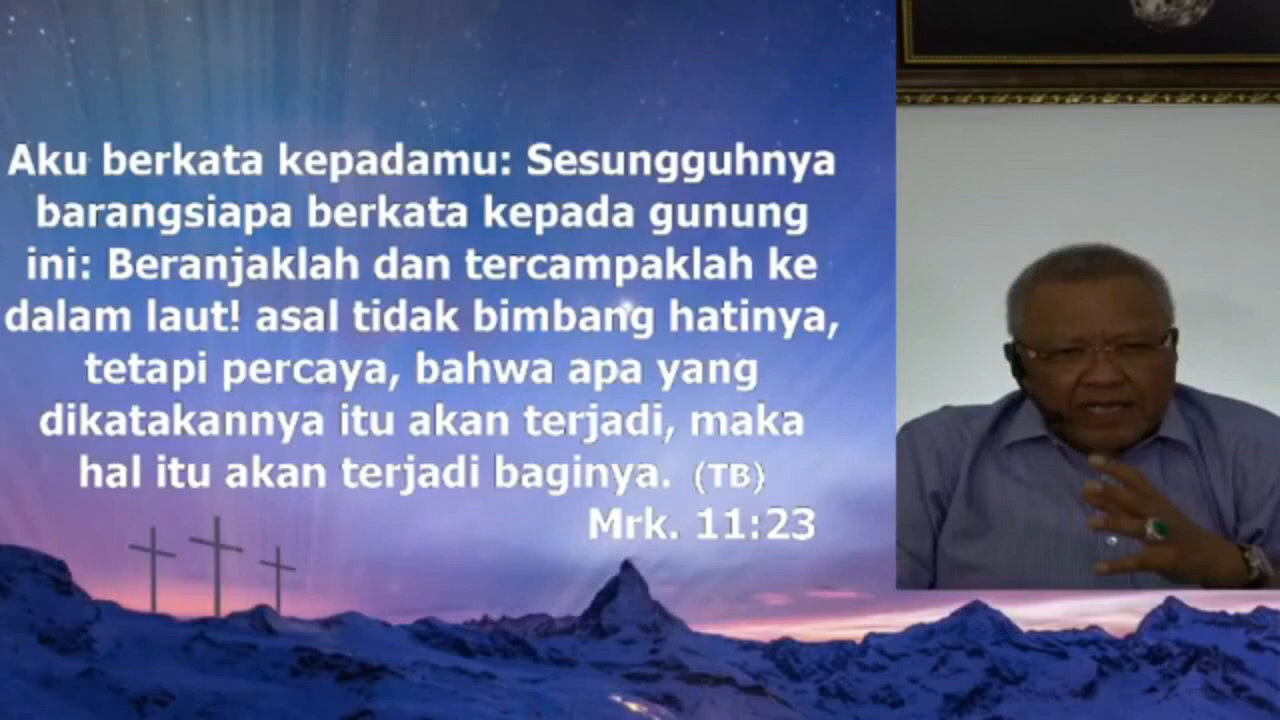 Aku berkata kepadamu: Sesungguhnya
barangsiapa berkata kepada gunung
ini: Beranjaklah dan tercampaklah ke
dalam laut! asal tidak bimbang hatinya,
tetapi percaya, bahwa apa yang
dikatakannya itu akan terjadi, maka
hal itu akan terjadi baginya. (TB)
Mrk. 11:23